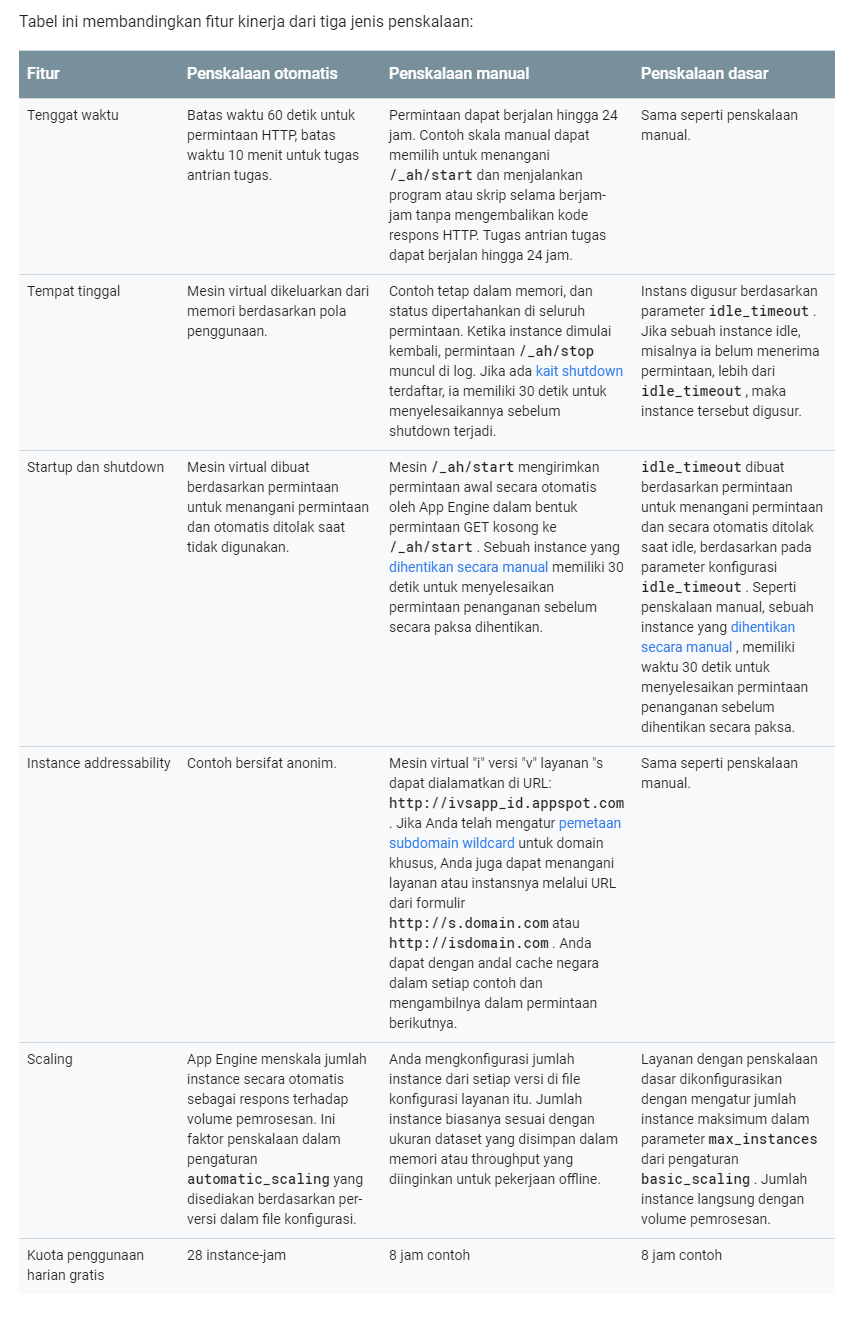 Tabel ini membandingkan fitur kinerja dari tiga jenis penskalaan:
Fitur
Penskalaan otomatis
Penskalaan manual
Penskalaan dasar
Tenggat waktu
Batas waktu 60 detik untuk
permintaan HTTP, batas
waktu 10 menit untuk tugas
antrian tugas.
Permintaan dapat berjalan hingga 24
jam. Contoh skala manual dapat
memilih untuk menangani
/_ah/start dan menjalankan
program atau skrip selama berjam-
jam tanpa mengembalikan kode
respons HTTP. Tugas antrian tugas
dapat berjalan hingga 24 jam.
Sama seperti penskalaan
manual.
Tempat tinggal
Mesin virtual dikeluarkan dari
memori berdasarkan pola
penggunaan.
Contoh tetap dalam memori, dan
status dipertahankan di seluruh
permintaan. Ketika instance dimulai
kembali, permintaan /_ah/stop
muncul di log. Jika ada kait shutdown
terdaftar, ia memiliki 30 detik untuk
menyelesaikannya sebelum
shutdown terjadi.
Instans digusur berdasarkan
parameter idle_timeout .
Jika sebuah instance idle,
misalnya ia belum menerima
permintaan, lebih dari
idle_timeout , maka
instance tersebut digusur.
Startup dan shutdown
Mesin virtual dibuat
berdasarkan permintaan
untuk menangani permintaan
dan otomatis ditolak saat
tidak digunakan.
Mesin /_ah/start mengirimkan
permintaan awal secara otomatis
oleh App Engine dalam bentuk
permintaan GET kosong ke
/_ah/start . Sebuah instance yang
dihentikan secara manual memiliki 30
detik untuk menyelesaikan
permintaan penanganan sebelum
secara paksa dihentikan.
idle_timeout dibuat
berdasarkan permintaan
untuk menangani permintaan
dan secara otomatis ditolak
saat idle, berdasarkan pada
parameter konfigurasi
idle_timeout . Seperti
penskalaan manual, sebuah
instance yang dihentikan
secara manual , memiliki
waktu 30 detik untuk
menyelesaikan permintaan
penanganan sebelum
dihentikan secara paksa.
Instance addressability
Contoh bersifat anonim.
Mesin virtual "i" versi "v" layanan "s
dapat dialamatkan di URL:
http://ivsapp_id.appspot.com
. Jika Anda telah mengatur pemetaan
subdomain wildcard untuk domain
khusus, Anda juga dapat menangani
layanan atau instansnya melalui URL
dari formulir
http://s.domain.com atau
http://isdomain.com . Anda
dapat dengan andal cache negara
dalam setiap contoh dan
mengambilnya dalam permintaan
berikutnya.
Sama seperti penskalaan
manual.
Scaling
App Engine menskala jumlah
instance secara otomatis
sebagai respons terhadap
volume pemrosesan. Ini
faktor penskalaan dalam
pengaturan
automatic_scaling yang
disediakan berdasarkan per-
versi dalam file konfigurasi.
Anda mengkonfigurasi jumlah
instance dari setiap versi di file
konfigurasi layanan itu. Jumlah
instance biasanya sesuai dengan
ukuran dataset yang disimpan dalam
memori atau throughput yang
diinginkan untuk pekerjaan offline.
Layanan dengan penskalaan
dasar dikonfigurasikan
dengan mengatur jumlah
instance maksimum dalam
parameter max_instances
dari pengaturan
basic_scaling . Jumlah
instance langsung dengan
volume pemrosesan.
Kuota penggunaan
harian gratis
28 instance-jam
8 jam contoh
8 jam contoh